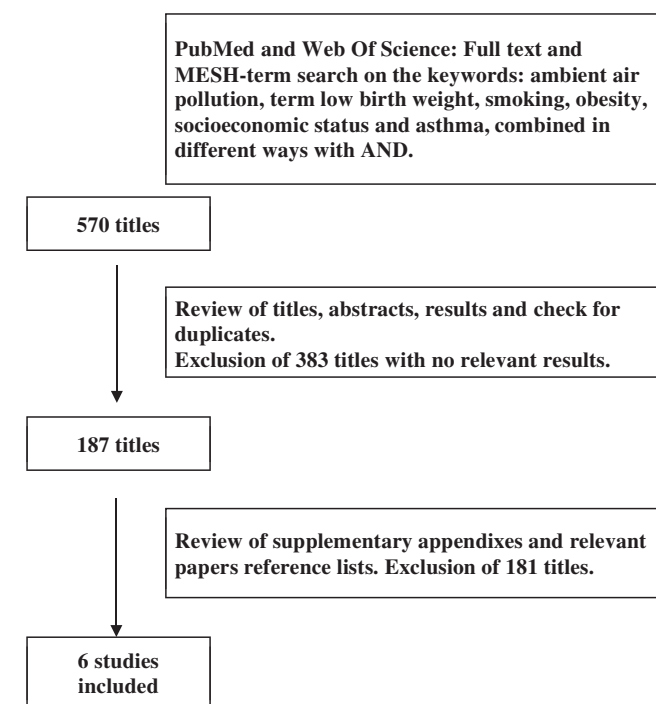 PubMed and Web Of Science: Full text and
MESH-term search on the keywords: ambient air
pollution, term low birth weight, smoking, obesity,
socioeconomic status and asthma, combined in
different ways with AND.
570 titles
Review of titles, abstracts, results and check for
duplicates.
Exclusion of 383 titles with no relevant results.
187 titles
Review of supplementary appendixes and relevant
papers reference lists. Exclusion of 181 titles.
6 studies
included